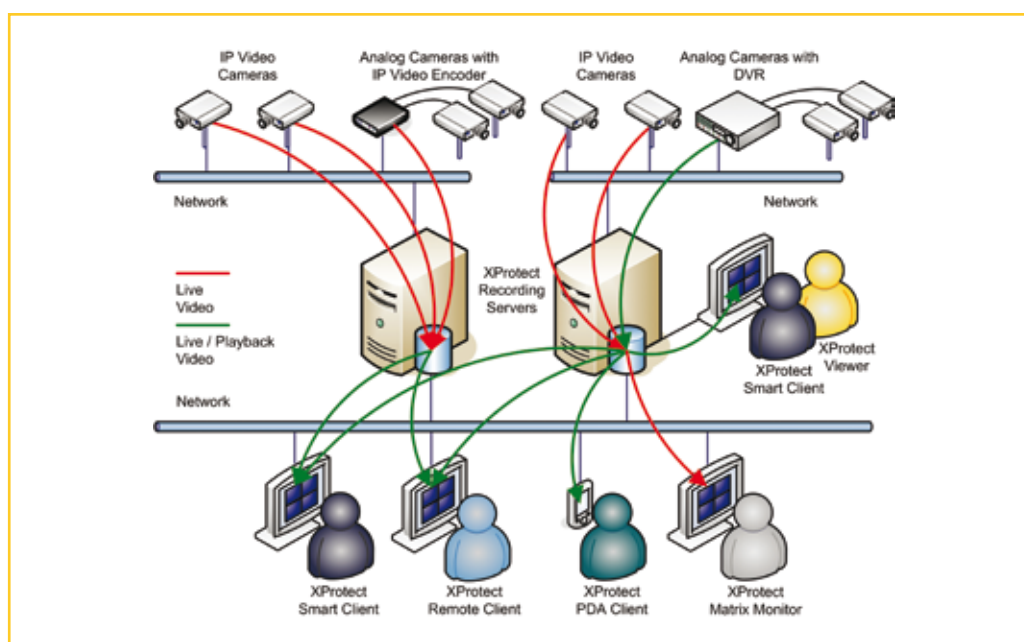 IP Video
Cameras
Analog Cameras with
IP Video Encoder
IP Video
Cameras
Analog Cameras with
DVR
Network
Network
XProtect
Recording
Servers
Live
Video
Live / Playback
Video
XProtect
Viewer
XProtect
Smart Client
Network
XProtect
Smart Client
XProtect
Remote Client
XProtect
PDA Client
XProtect
Matrix Monitor